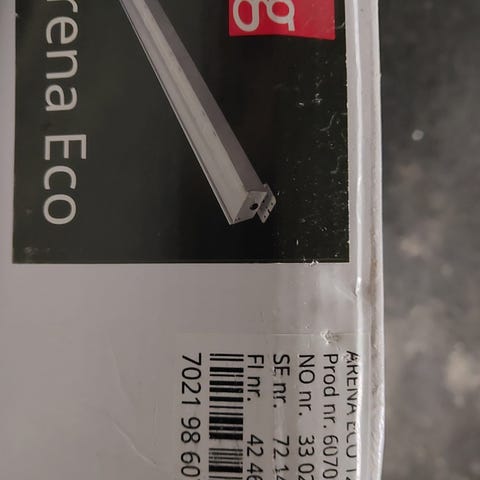 rena Eco
g
ARENA ECO 12
Prod nr. 6070
NO nr. 33 02
SE nr. 72 14
FI nr. 42 46
7021 98 60